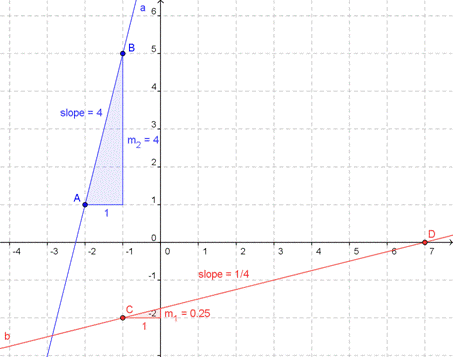 a
6
B
5
4
slope = 4
3
m2 = 4
2
A
1
1
D
0
-4 -3 -2 -1 0 1 2 3 4 5 6 7
-1
slope = 1/4
C
-2
m1 = 0.25
1
b